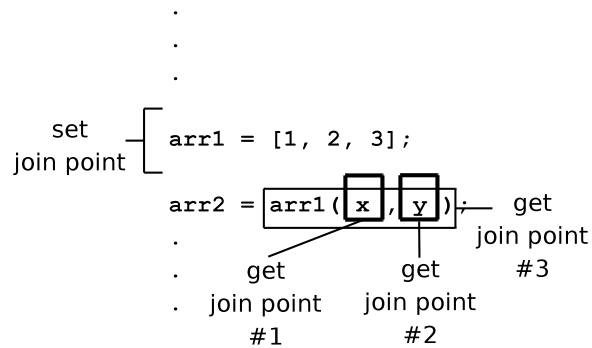 .
.
.
set
join point
arr1 = [1, 2, 3];
arr2 = arr1(x,y);
.
.
.
get
join point
#1
get
join point
#2
get
join point
#3